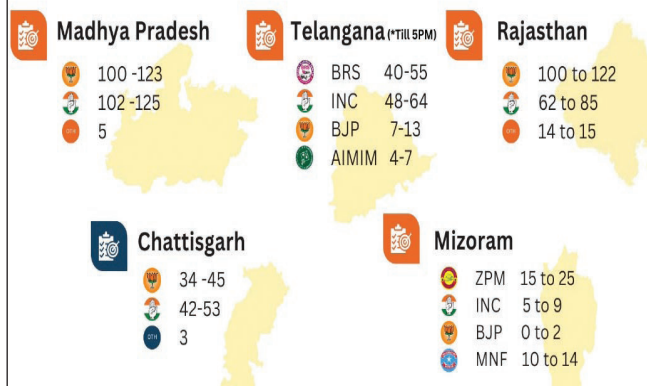 Madhya Pradesh
100 -123
102 -125
OTH 5
Telangana (*Till 5PM)
BRS 40-55
INC 48-64
BJP 7-13
AIMIM 4-7
Rajasthan
100 to 122
62 to 85
OTH 14 to 15
Chattisgarh
34 -45
42-53
OTH 3
Mizoram
ZPM 15 to 25
INC 5 to 9
BJP 0 to 2
MNF 10 to 14